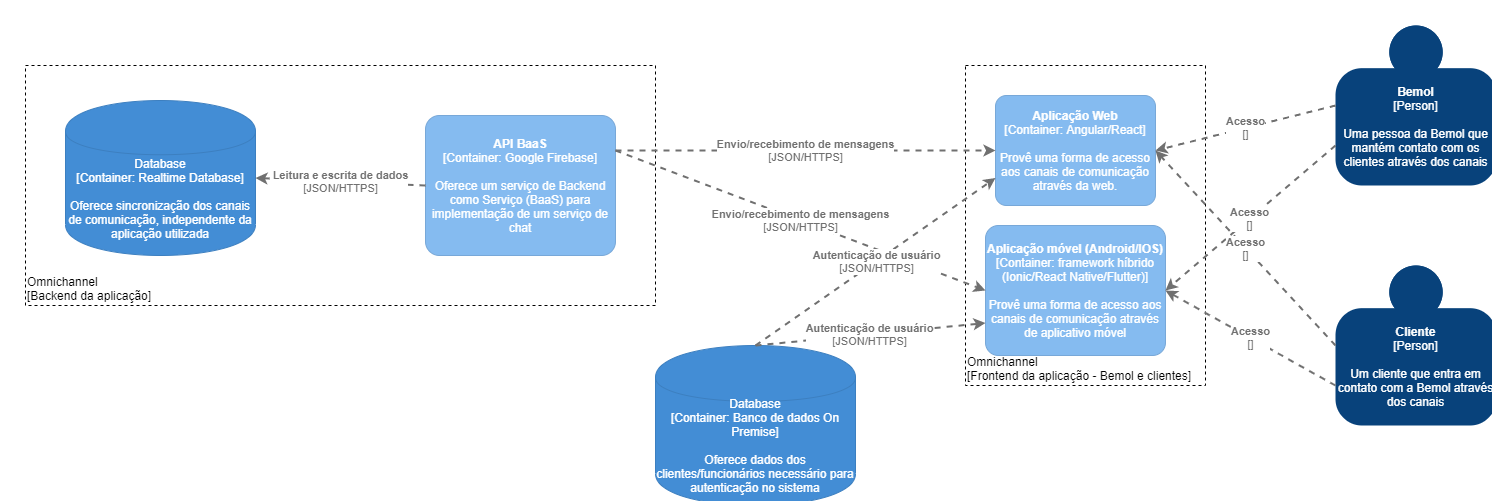 Database
[Container: Realtime Database]
Oferece sincronização dos canais
de comunicação, independente da
aplicação utilizada
Leitura e escrita de dados
[JSON/HTTPS]
API BaaS
[Container: Google Firebase]
Oferece um serviço de Backend
como Serviço (BaaS) para
implementação de um serviço de
chat
Omnichannel
[Backend da aplicação]
Envio/recebimento de mensagens
[JSON/HTTPS]
Envio/recebimento de mensagens
[JSON/HTTPS]
Autenticação de usuário
[JSON/HTTPS]
Autenticação de usuário
[JSON/HTTPS]
Database
[Container: Banco de dados On
Premise]
Oferece dados dos
clientes/funcionários necessário para
autenticação no sistema
Aplicação Web
[Container: Angular/React]
Provê uma forma de acesso
aos canais de comunicação
através da web.
Aplicação móvel (Android/IOS)
[Container: framework híbrido
(Ionic/React Native/Flutter)]
Provê uma forma de acesso aos
canais de comunicação através
de aplicativo móvel
Omnichannel
[Frontend da aplicação - Bemol e clientes]
Acesso
[]
Acesso
[]
Acesso
[]
Acesso
[]
Bemol
[Person]
Uma pessoa da Bemol que
mantém contato com os
clientes através dos canais
Cliente
[Person]
Um cliente que entra em
contato com a Bemol através
dos canais